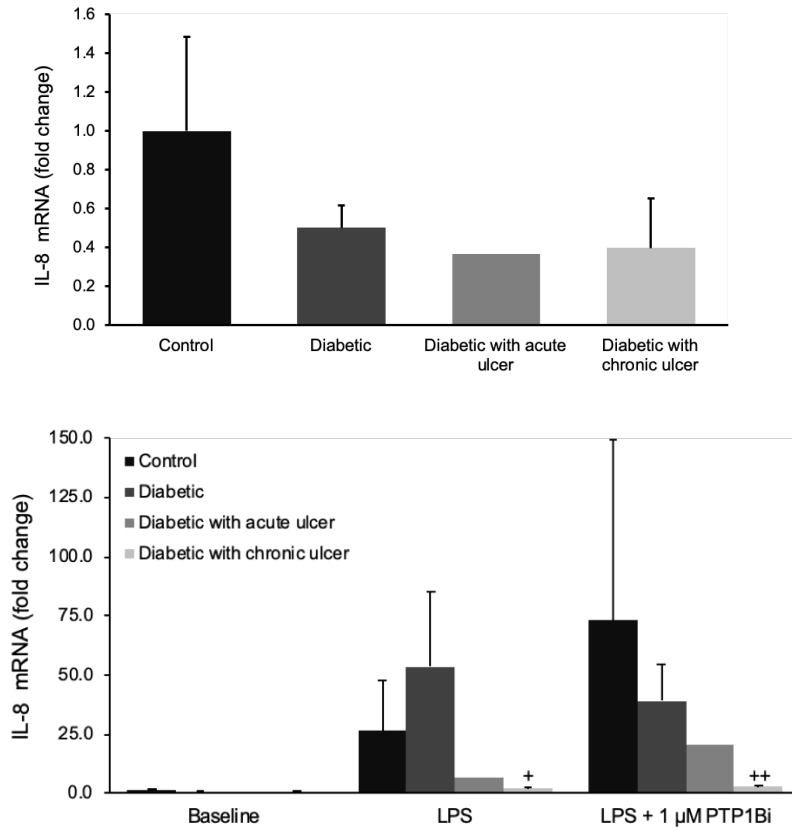 IL-8 mRNA (fold change)
1.6
1.4
1.2
1.0
0.8
0.6
0.4
0.2
0.0
Control
Diabetic
Diabetic with acute
ulcer
Diabetic with
chronic ulcer
IL-8 mRNA (fold change)
150.0
125.0
100.0
75.0
50.0
25.0
0.0
Control
Diabetic
Diabetic with acute ulcer
Diabetic with chronic ulcer
+
++
Baseline
LPS
LPS + 1 µM PTP1Bi